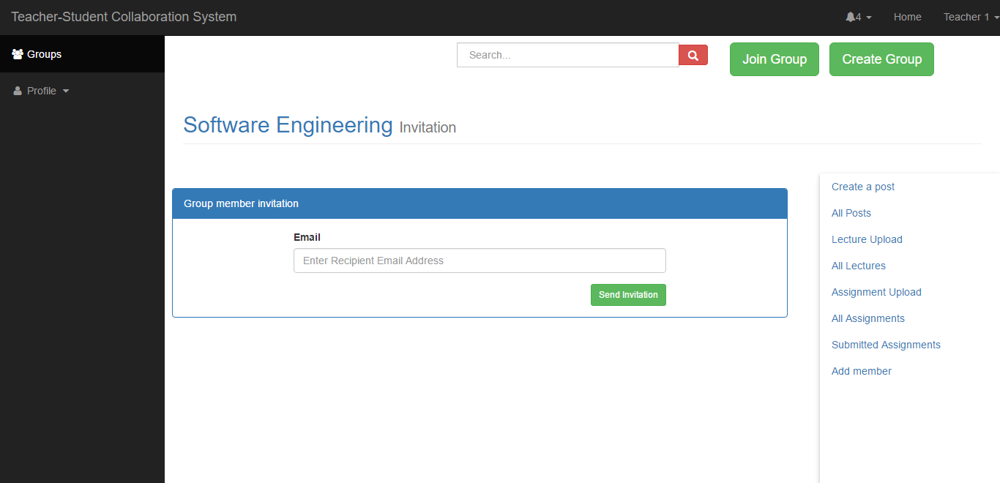 Teacher-Student Collaboration System
4 Home Teacher 1
Groups
Profile
Search...
Join Group
Create Group
Software Engineering Invitation
Group member invitation
Email
Enter Recipient Email Address
Send Invitation
Create a post
All Posts
Lecture Upload
All Lectures
Assignment Upload
All Assignments
Submitted Assignments
Add member